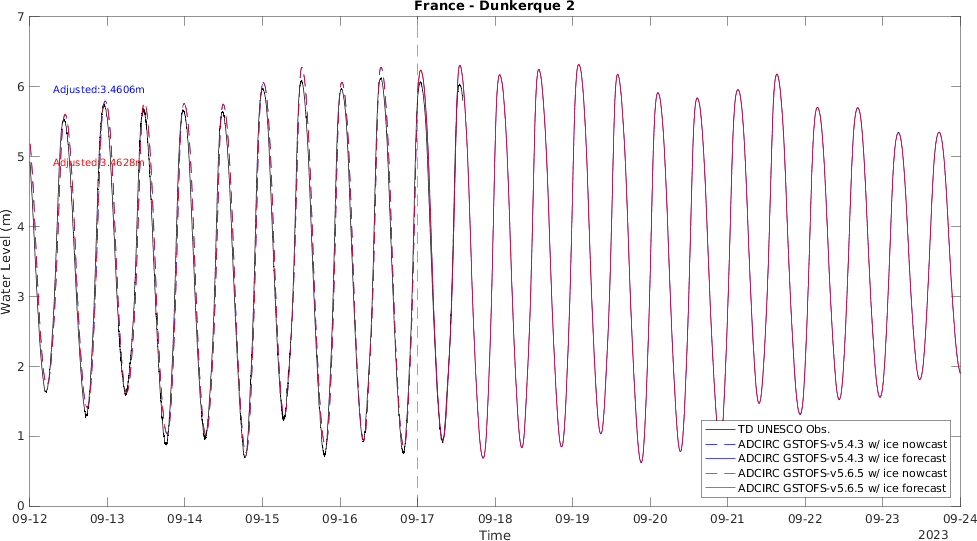 France - Dunkerque 2
7
6
5
4
3
2
1
0
Water Level (m)
Adjusted:3.4606m
Adjusted:3.4628m
TD UNESCO Obs.
ADCIRC GSTOFS-v5.4.3 w/ ice nowcast
ADCIRC GSTOFS-v5.4.3 w/ ice forecast
ADCIRC GSTOFS-v5.6.5 w/ ice nowcast
ADCIRC GSTOFS-v5.6.5 w/ ice forecast
09-12 09-13 09-14 09-15 09-16 09-17 09-18 09-19 09-20 09-21 09-22 09-23 09-24
Time
2023